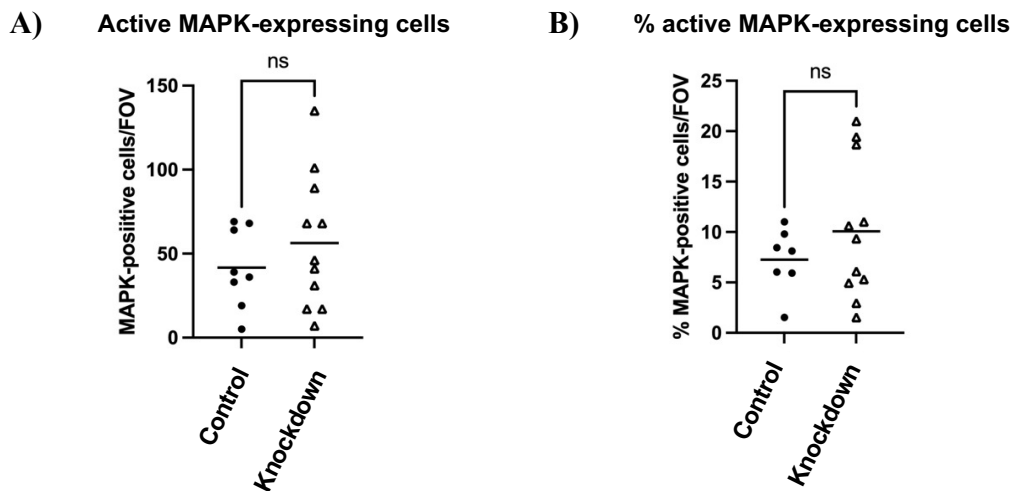 A) Active MAPK-expressing cells
ns
MAPK-posiitive cells/FOV
150
100
50
0
Control
Knockdown
B) % active MAPK-expressing cells
ns
% MAPK-positive cells/FOV
25
20
15
10
5
0
Control
Knockdown